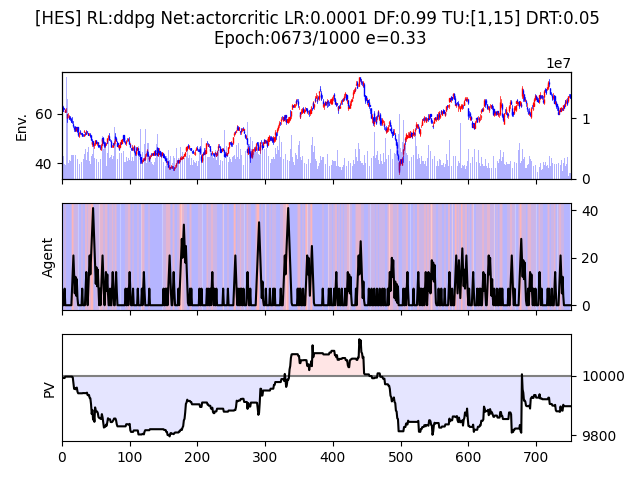 [HES] RL:ddpg Net:actorcritic LR:0.0001 DF:0.99 TU:[1,15] DRT:0.05
Epoch:0673/1000 e=0.33
1e7
Env.
60
40
1
0
Agent
40
20
0
PV
10000
9800
0 100 200 300 400 500 600 700